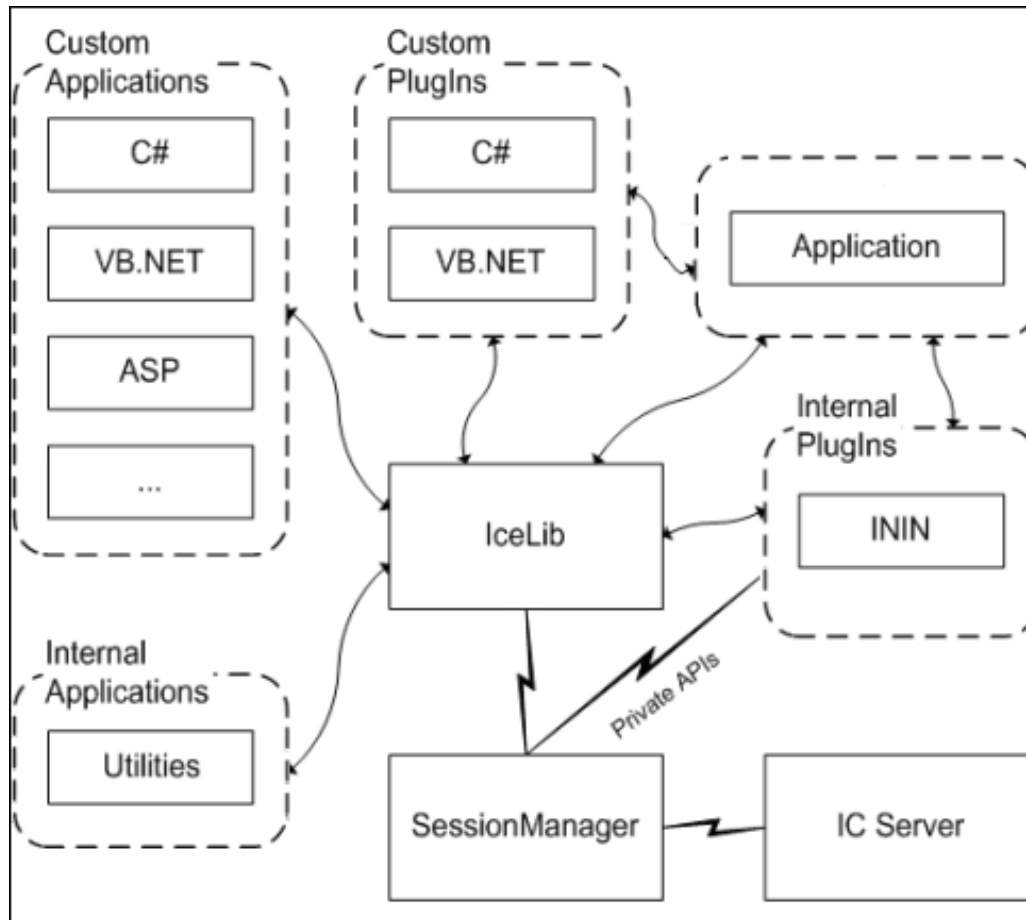 Custom
Applications
C#
VB.NET
ASP
...
Custom
PlugIns
C#
VB.NET
Application
Internal
PlugIns
ININ
IceLib
Internal
Applications
Utilities
Private APIs
SessionManager
IC Server